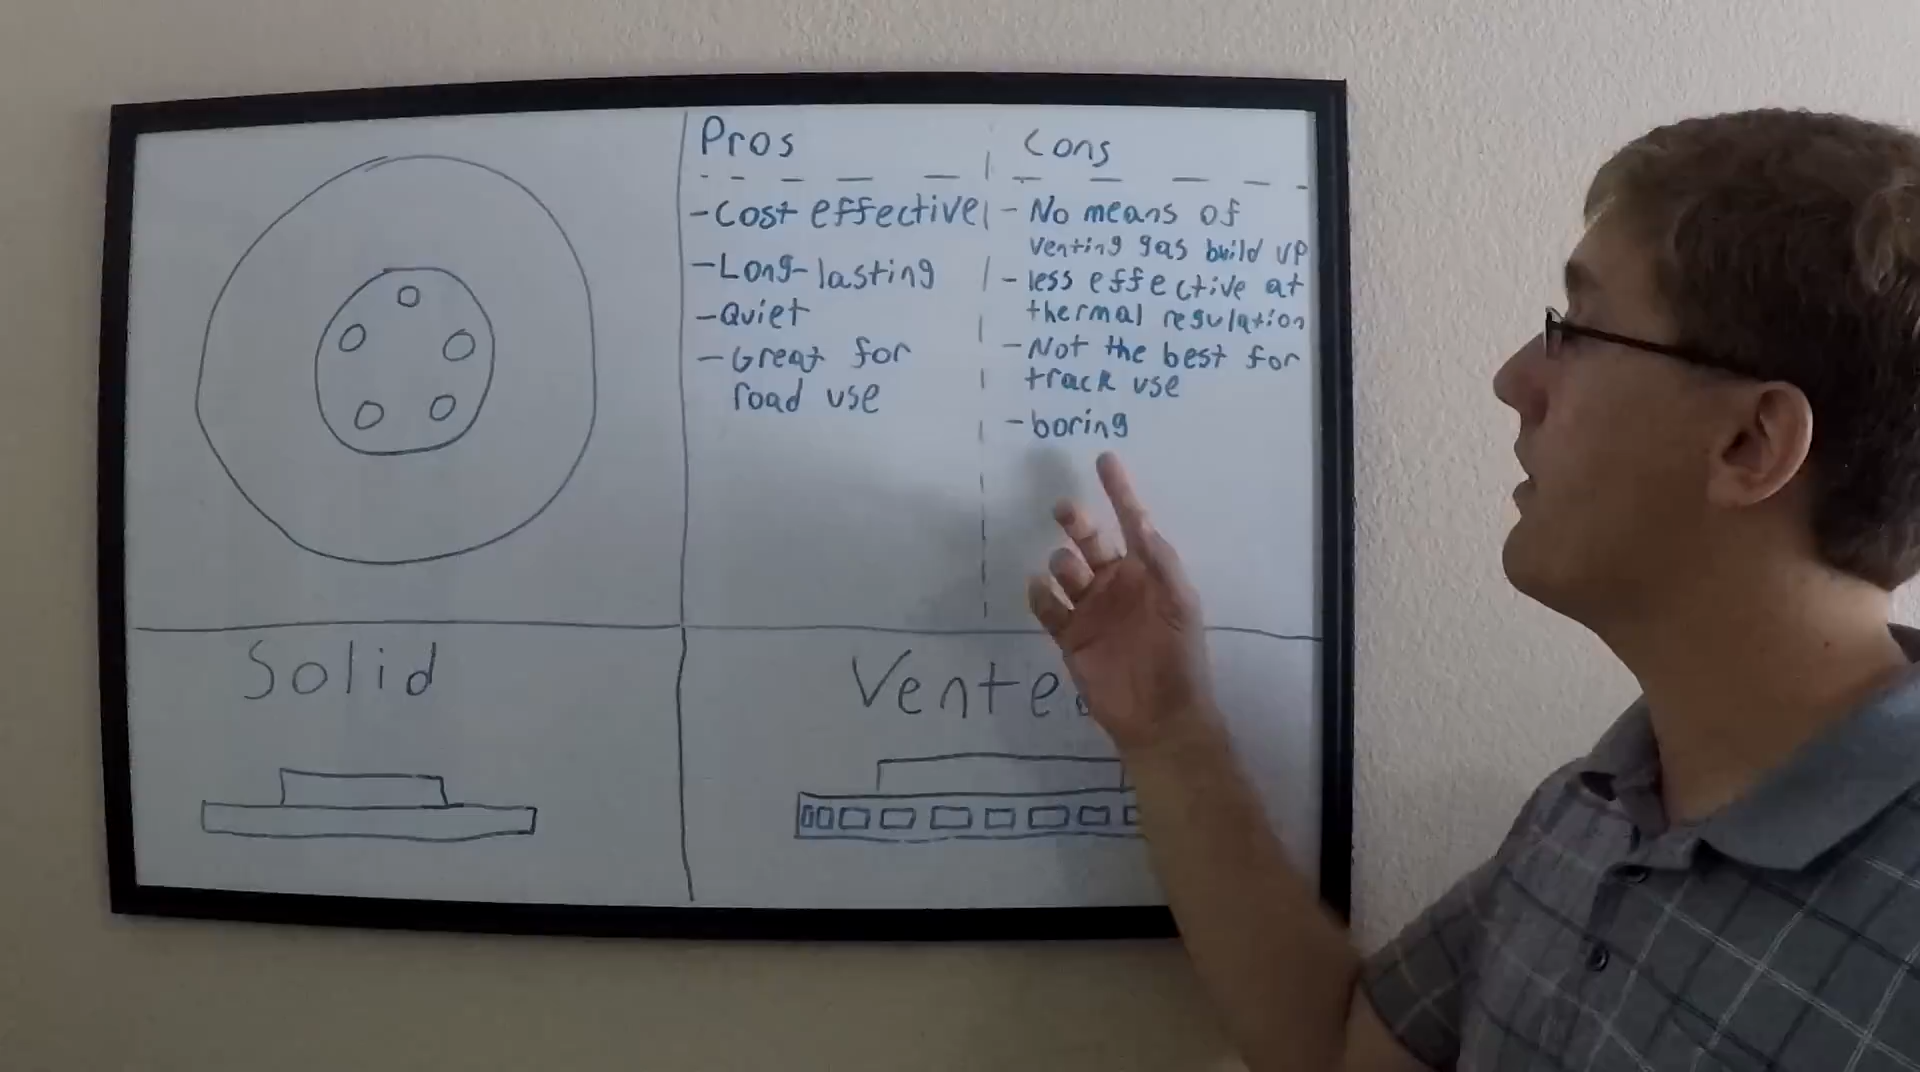 Pros
- Cost effective
- Long-lasting
- Quiet
- Great for
road use
Cons
- No means of
venting gas build up
- less effective at
thermal regulation
- Not the best for
track use
- boring
Solid